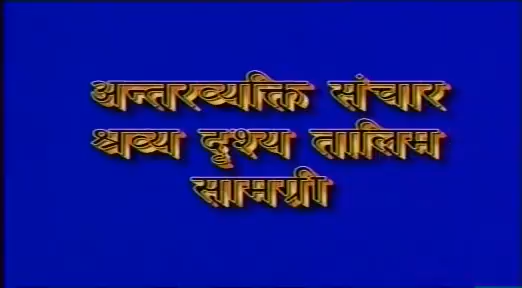 अन्तरव्यक्ति संचार
श्रव्य दृश्य तालिम
सामग्री